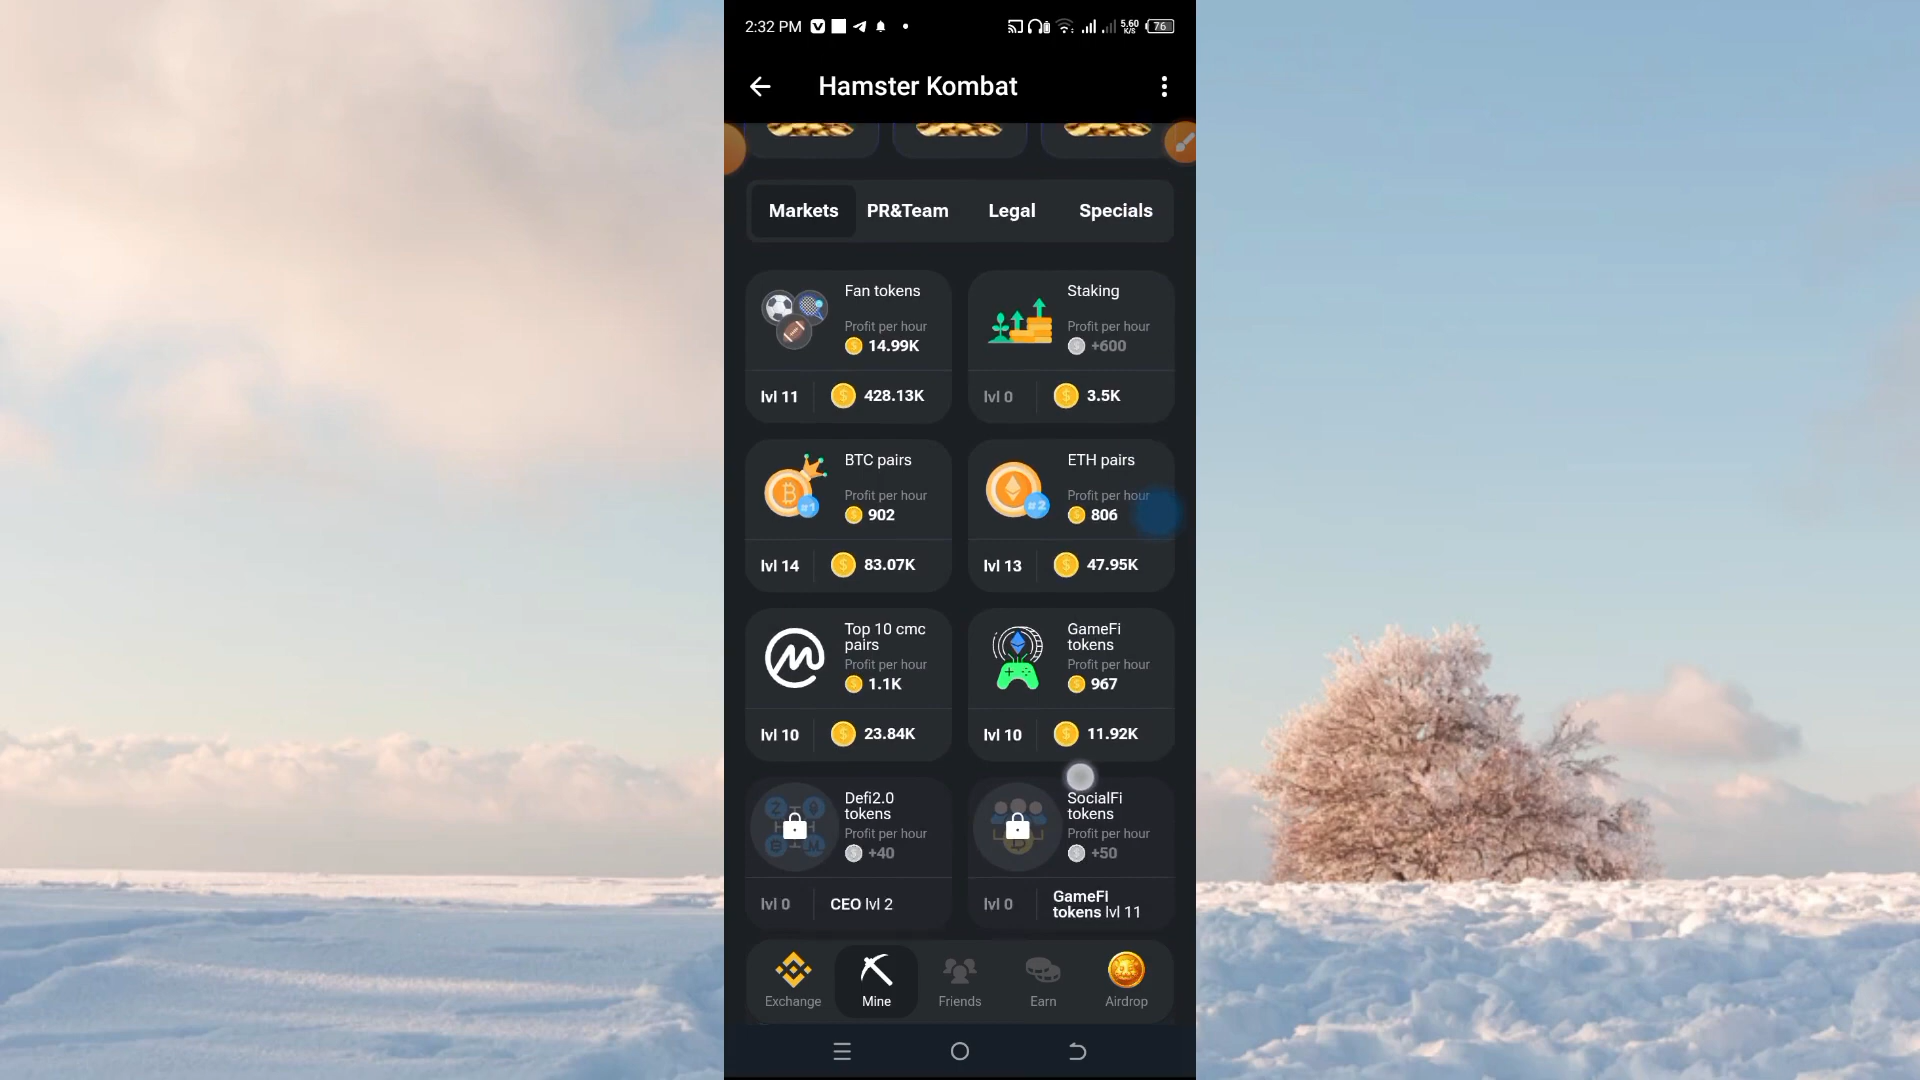 2:32 PM
5.60
K/S
76
Hamster Kombat
Markets
PR&Team
Legal
Specials
Fan tokens
Profit per hour
14.99K
lvl 11
428.13K
Staking
Profit per hour
+600
lvl 0
3.5K
BTC pairs
#1
Profit per hour
902
lvl 14
83.07K
ETH pairs
#2
Profit per hour
806
lvl 13
47.95K
Top 10 cmc
pairs
Profit per hour
1.1K
lvl 10
23.84K
GameFi
tokens
Profit per hour
967
lvl 10
11.92K
Defi2.0
tokens
Profit per hour
+40
lvl 0
CEO lvl 2
SocialFi
tokens
Profit per hour
+50
lvl 0
GameFi
tokens lvl 11
Exchange
Mine
Friends
Earn
Airdrop